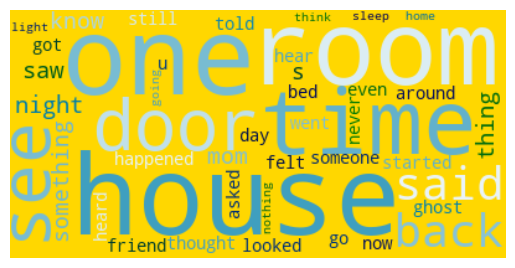 light know still told think sleep home
got one room
saw u hear
going s
night door bed even around
never thing
see time
something day went
happened mom felt someone started
house said
heard asked nothing ghost back
friend thought looked go now